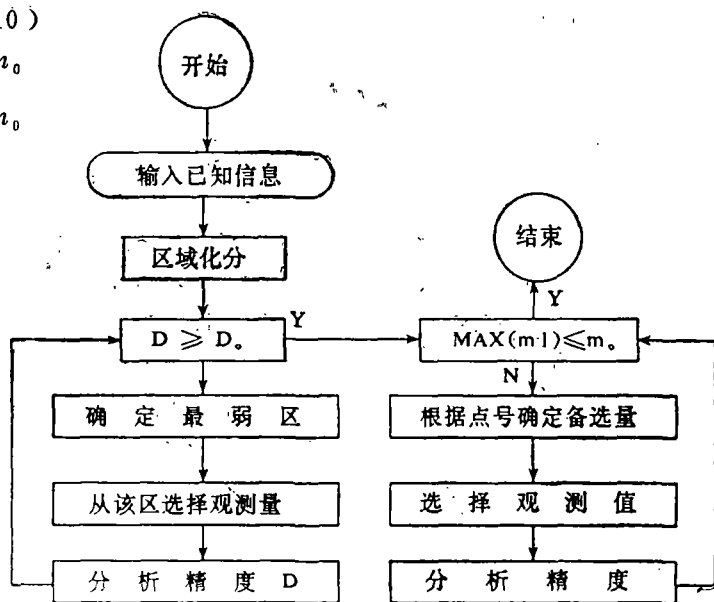 10)
n₀
n₀
开始
输入已知信息
区域化分
D ≥ D。
Y
确定最弱区
从该区选择观测量
分析精度D
结束
Y
MAX(m·l)≤m。
N
根据点号确定备选量
选择观测值
分析精度